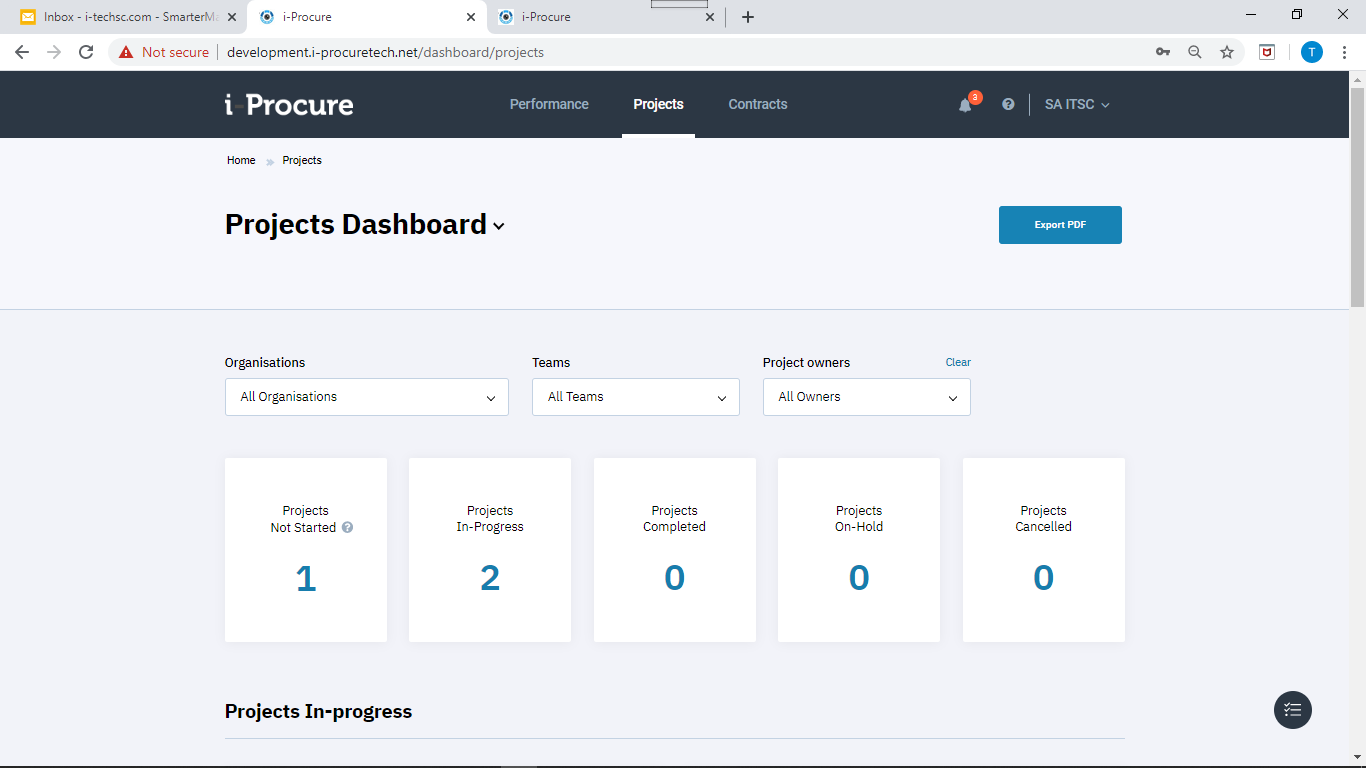 Inbox - i-techsc.com - SmarterMa
i-Procure
i-Procure
Not secure
development.i-procuretech.net/dashboard/projects
T
i-Procure
Performance
Projects
Contracts
3
?
SA ITSC
Home » Projects
Projects Dashboard
Export PDF
Organisations
Teams
Project owners
Clear
All Organisations
All Teams
All Owners
Projects
Not Started ?
1
Projects
In-Progress
2
Projects
Completed
0
Projects
On-Hold
0
Projects
Cancelled
0
Projects In-progress